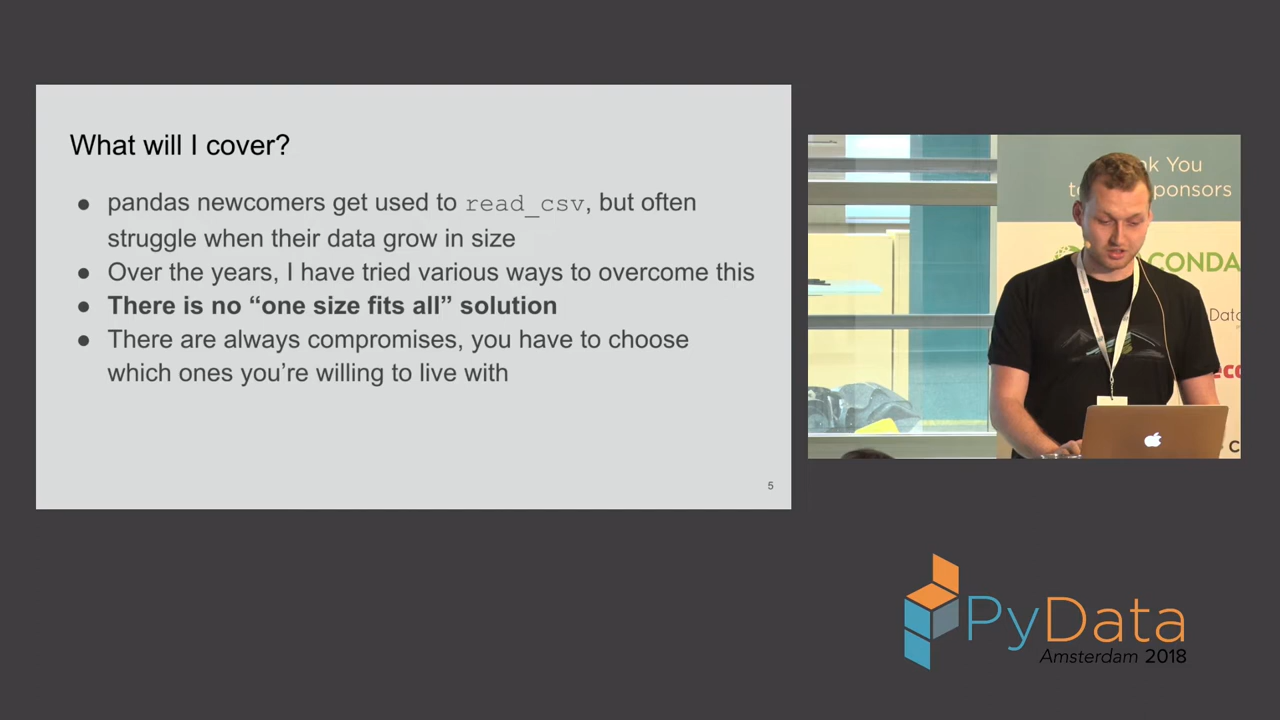 What will I cover?
● pandas newcomers get used to read_csv, but often
struggle when their data grow in size
● Over the years, I have tried various ways to overcome this
● There is no “one size fits all” solution
● There are always compromises, you have to choose
which ones you’re willing to live with
5
Thank You
ponsors
CONDA
Data
PyData
Amsterdam 2018